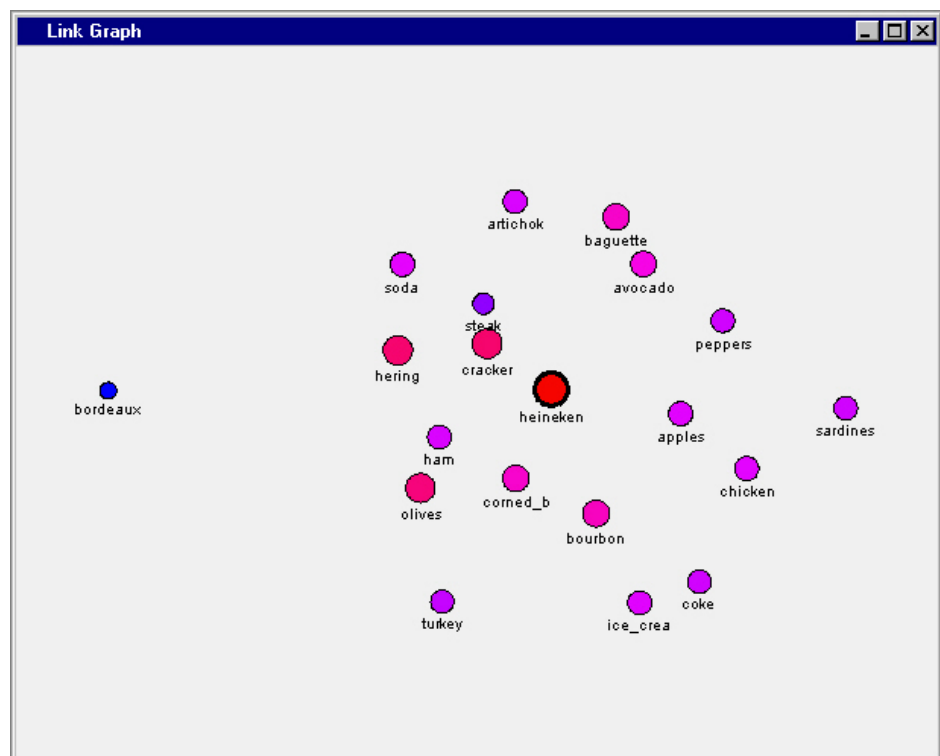 Link Graph
artichok
baguette
soda
avocado
steak
peppers
hering
cracker
bordeaux
heineken
apples
sardines
ham
chicken
olives
corned_b
bourbon
turkey
ice_crea
coke